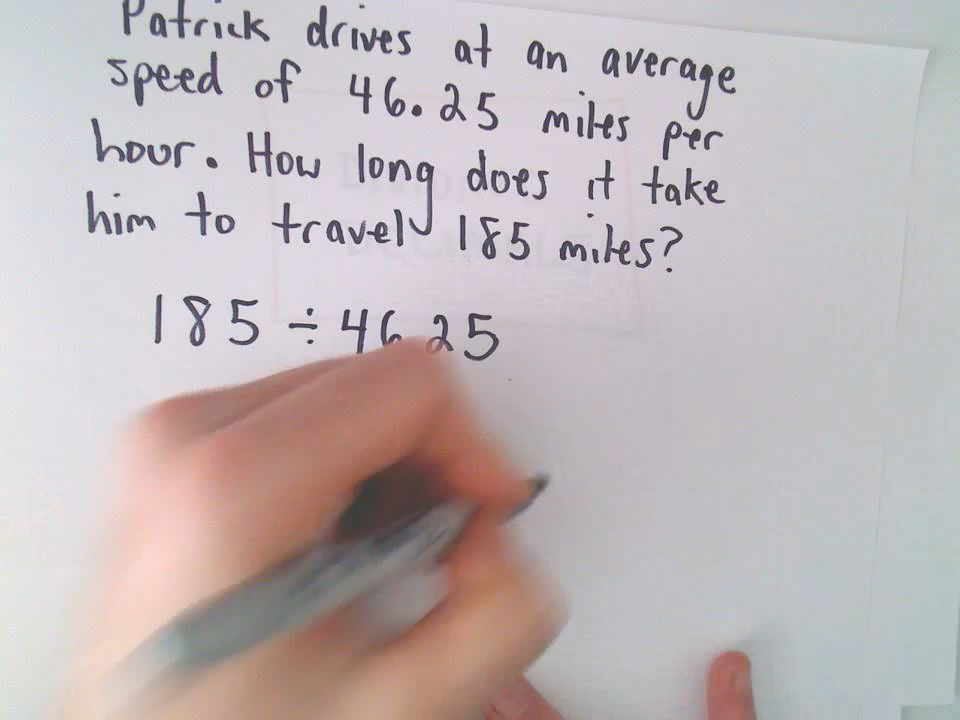 Patrick drives at an average
speed of 46.25 miles per
hour. How long does it take
him to travel 185 miles?
185 ÷ 46 25